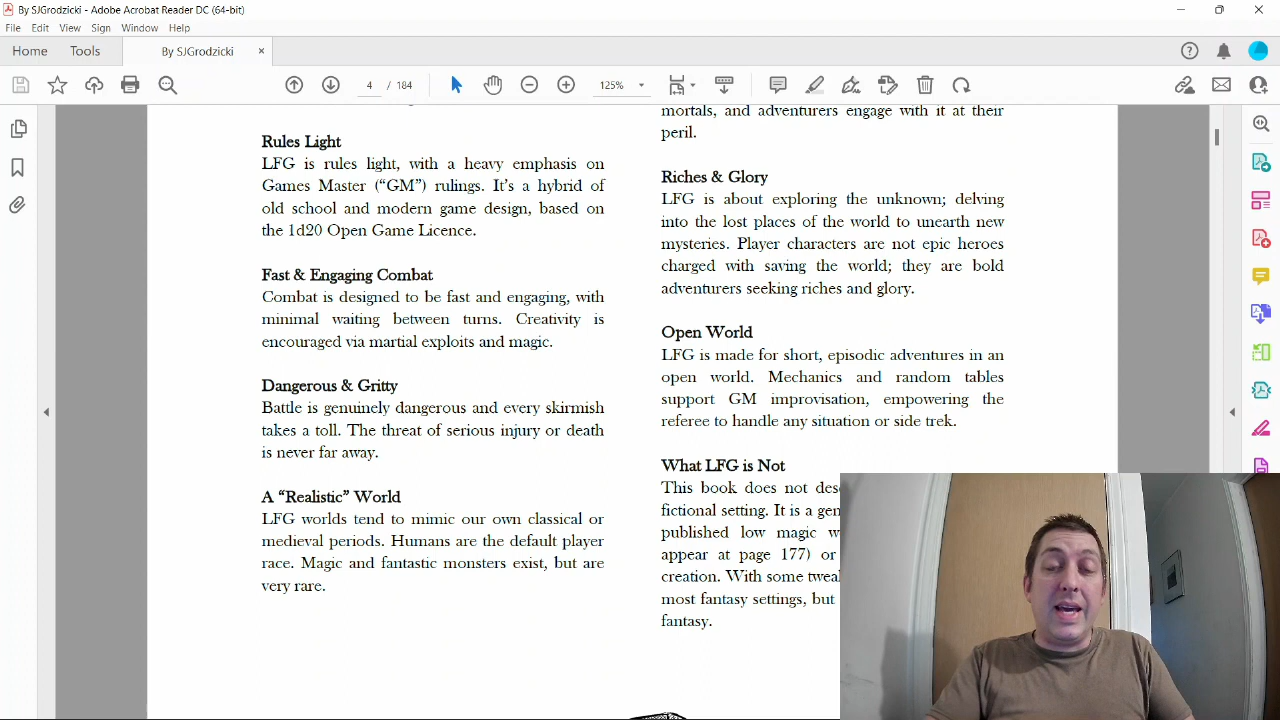 By SJGrodzicki - Adobe Acrobat Reader DC (64-bit)
File Edit View Sign Window Help
Home Tools By SJGrodzicki ×
4 / 184 125%
Rules Light
LFG is rules light, with a heavy emphasis on
Games Master (“GM”) rulings. It’s a hybrid of
old school and modern game design, based on
the 1d20 Open Game Licence.
Fast & Engaging Combat
Combat is designed to be fast and engaging, with
minimal waiting between turns. Creativity is
encouraged via martial exploits and magic.
Dangerous & Gritty
Battle is genuinely dangerous and every skirmish
takes a toll. The threat of serious injury or death
is never far away.
A “Realistic” World
LFG worlds tend to mimic our own classical or
medieval periods. Humans are the default player
race. Magic and fantastic monsters exist, but are
very rare.
mortals, and adventurers engage with it at their
peril.
Riches & Glory
LFG is about exploring the unknown; delving
into the lost places of the world to unearth new
mysteries. Player characters are not epic heroes
charged with saving the world; they are bold
adventurers seeking riches and glory.
Open World
LFG is made for short, episodic adventures in an
open world. Mechanics and random tables
support GM improvisation, empowering the
referee to handle any situation or side trek.
What LFG is Not
This book does not
fictional setting. It is a
published low magic
appear at page 177) or
creation. With some
most fantasy settings, but
fantasy.